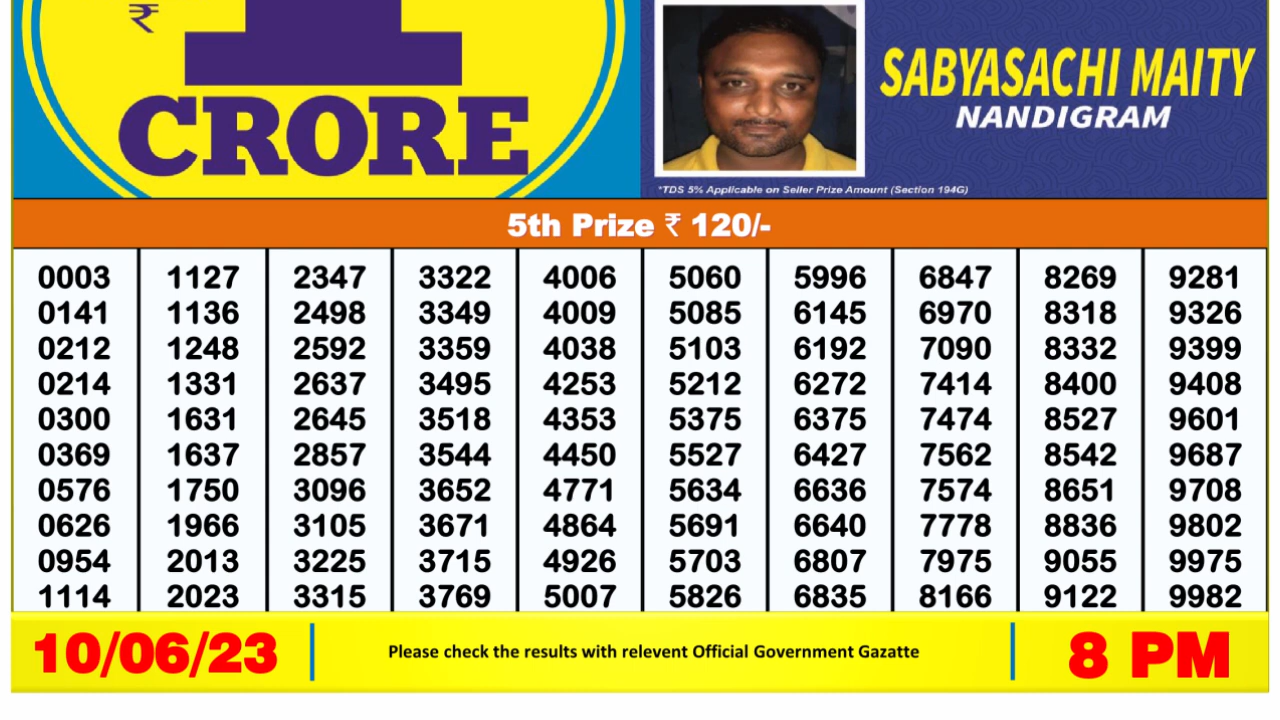 ₹
1
CRORE
SABYASACHI MAITY
NANDIGRAM
*TDS 5% Applicable on Seller Prize Amount (Section 194G)
5th Prize ₹ 120/-
0003 1127 2347 3322 4006 5060 5996 6847 8269 9281
0141 1136 2498 3349 4009 5085 6145 6970 8318 9326
0212 1248 2592 3359 4038 5103 6192 7090 8332 9399
0214 1331 2637 3495 4253 5212 6272 7414 8400 9408
0300 1631 2645 3518 4353 5375 6375 7474 8527 9601
0369 1637 2857 3544 4450 5527 6427 7562 8542 9687
0576 1750 3096 3652 4771 5634 6636 7574 8651 9708
0626 1966 3105 3671 4864 5691 6640 7778 8836 9802
0954 2013 3225 3715 4926 5703 6807 7975 9055 9975
1114 2023 3315 3769 5007 5826 6835 8166 9122 9982
10/06/23
Please check the results with relevent Official Government Gazatte
8 PM